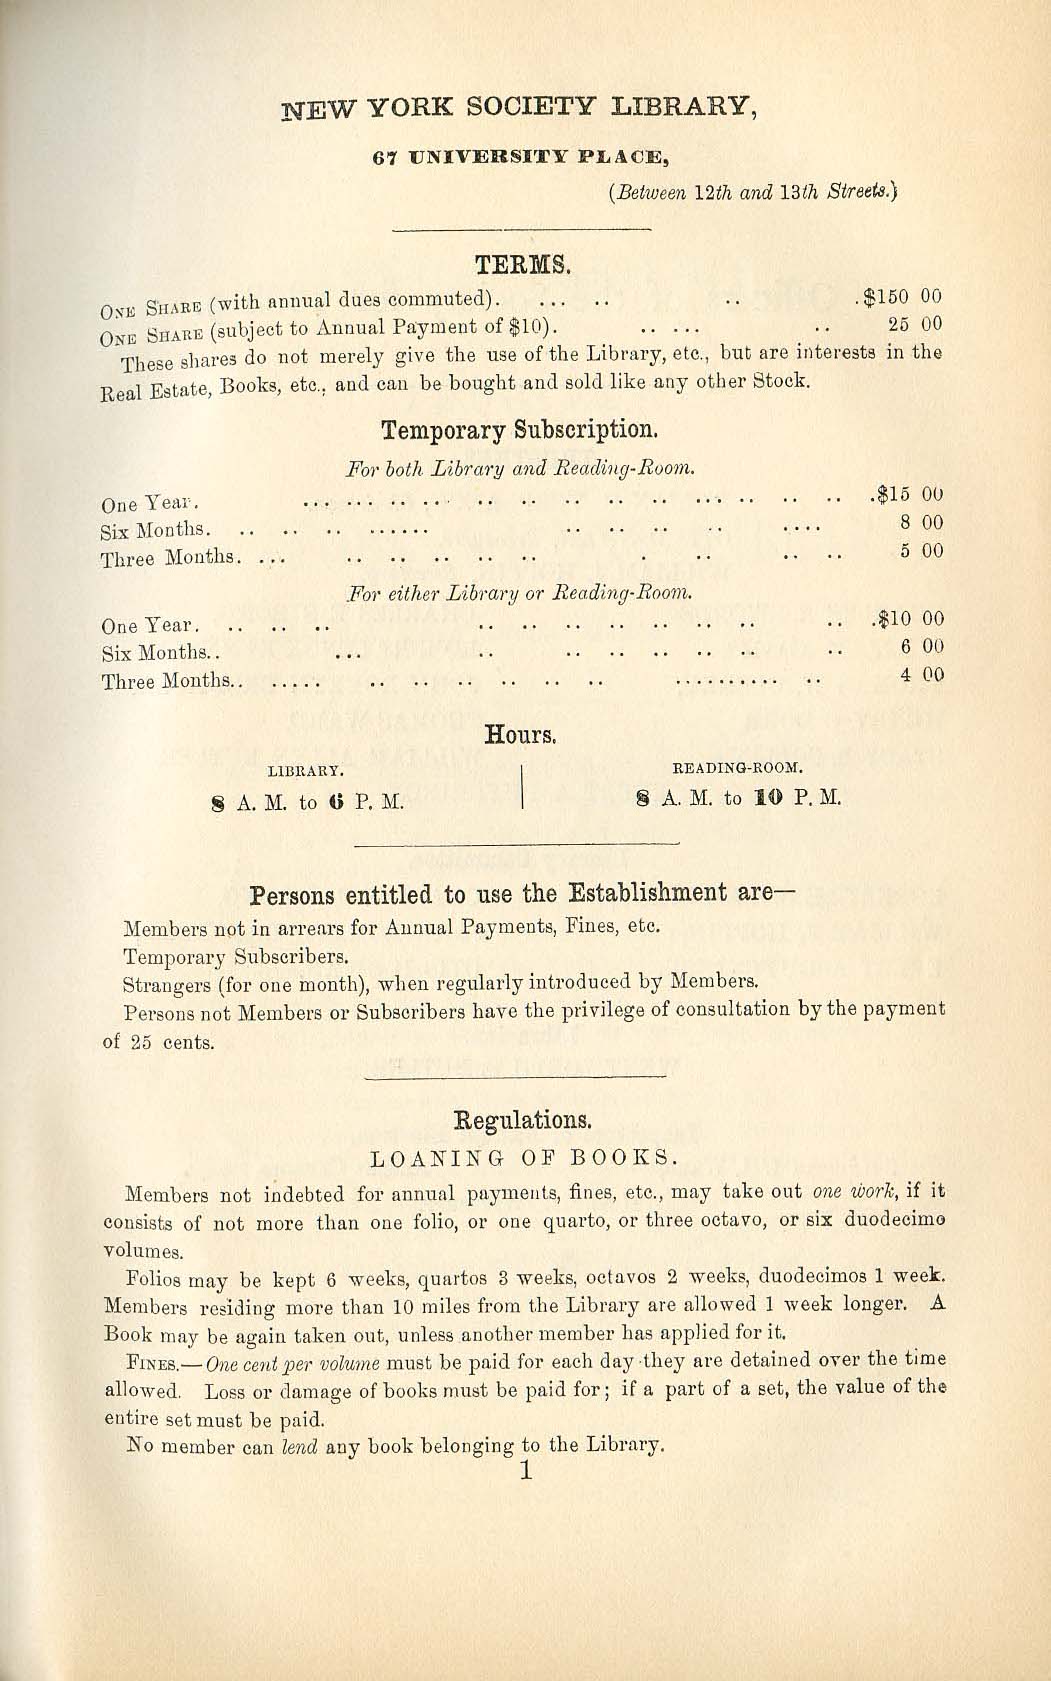 NEW YORK SOCIETY LIBRARY,
67 UNIVERSITY PLACE,
(Between 12th and 13th Streets.)
TERMS.
ONE SHARE (with annual dues commuted). ... .. .. .$150 00
ONE SHARE (subject to Annual Payment of $10). .. ... .. 25 00
These shares do not merely give the use of the Library, etc., but are interests in the
Real Estate, Books, etc., and can be bought and sold like any other Stock.
Temporary Subscription.
For both Library and Reading-Room.
One Year. ... ... .. ... .. .. .. .. .. ... .. .. .. .$15 00
Six Months. .. .. .. ...... .. .. .. .. .... 8 00
Three Months. ... .. .. .. .. .. . .. .. .. 5 00
For either Library or Reading-Room.
One Year. .. .. .. .. .. .. .. .. .. .. .. .$10 00
Six Months.. ... .. .. .. .. .. .. .. 6 00
Three Months.. ..... .. .. .. .. .. .. .......... .. 4 00
Hours.
LIBRARY.
8 A. M. to 6 P. M.
READING-ROOM.
8 A. M. to 10 P. M.
Persons entitled to use the Establishment are—
Members not in arrears for Annual Payments, Fines, etc.
Temporary Subscribers.
Strangers (for one month), when regularly introduced by Members.
Persons not Members or Subscribers have the privilege of consultation by the payment
of 25 cents.
Regulations.
LOANING OF BOOKS.
Members not indebted for annual payments, fines, etc., may take out one work, if it
consists of not more than one folio, or one quarto, or three octavo, or six duodecimo
volumes.
Folios may be kept 6 weeks, quartos 3 weeks, octavos 2 weeks, duodecimos 1 week.
Members residing more than 10 miles from the Library are allowed 1 week longer. A
Book may be again taken out, unless another member has applied for it.
FINES.—One cent per volume must be paid for each day they are detained over the time
allowed. Loss or damage of books must be paid for; if a part of a set, the value of the
entire set must be paid.
No member can lend any book belonging to the Library.
1